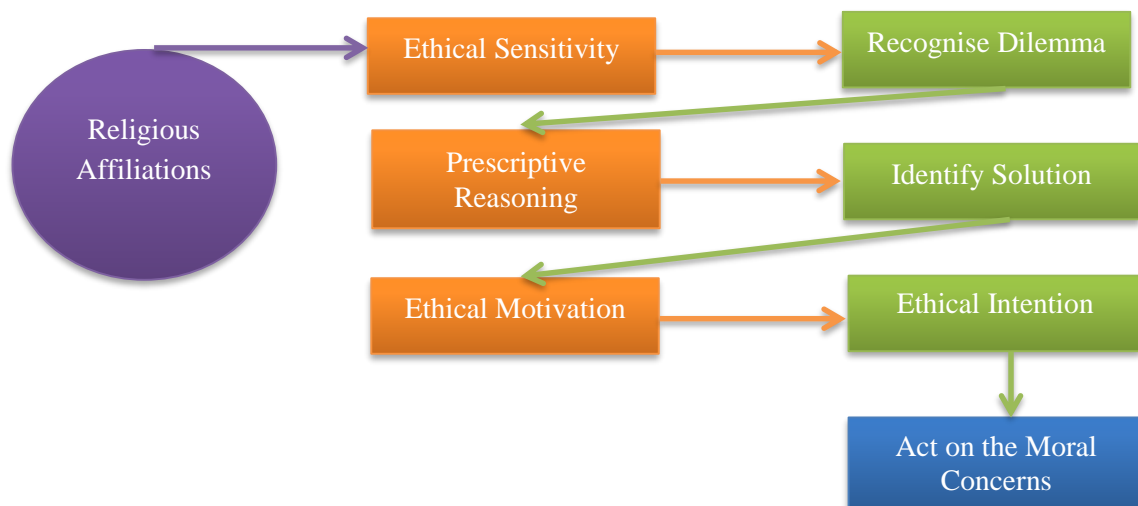 Religious
Affiliations
Ethical Sensitivity
Recognise Dilemma
Prescriptive
Reasoning
Identify Solution
Ethical Motivation
Ethical Intention
Act on the Moral
Concerns